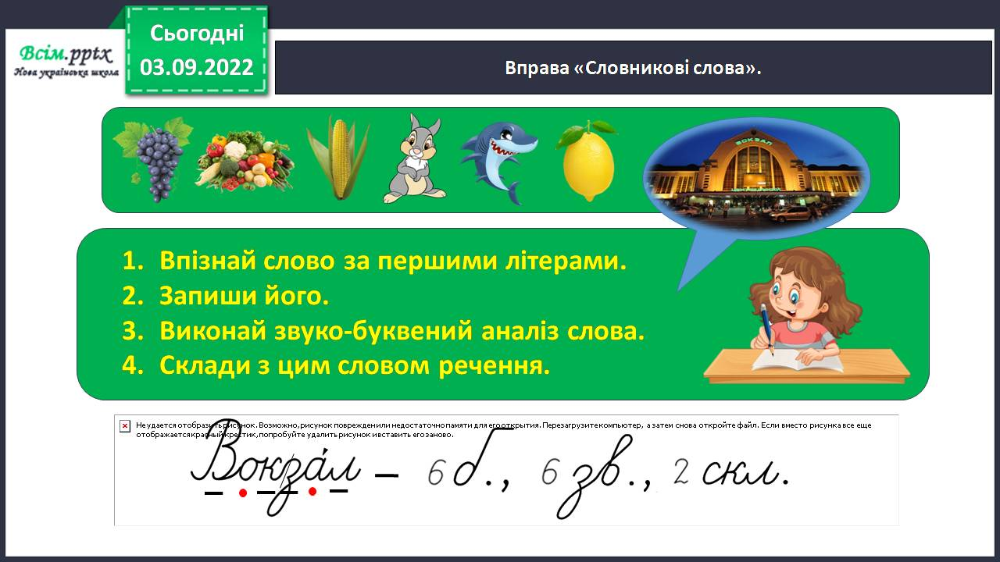 Сьогодні
03.09.2022
Всім.pptx
Нова українська школа
Вправа «Словникові слова».
ВОКЗАЛ
1. Впізнай слово за першими літерами.
2. Запиши його.
3. Виконай звуко-буквений аналіз слова.
4. Склади з цим словом речення.
Не удается отобразить рисунок. Возможно, рисунок поврежден или недостаточно памяти для его открытия. Перезагрузите компьютер, а затем снова откройте файл. Если вместо рисунка все еще
отображается красный крестик, попробуйте удалить рисунок и вставить его заново.
Вокза́л – 6 б., 6 зв., 2 скл.